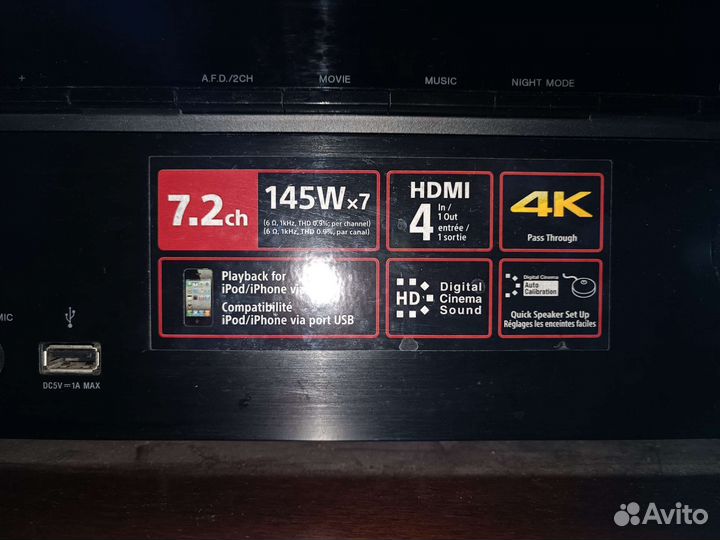 +
A.F.D./2CH
MOVIE
MUSIC
NIGHT MODE
7.2ch
145W×7
(6 Ω, 1kHz, THD 0.9%, per channel)
(6 Ω, 1kHz, THD 0.9%, par canal)
HDMI
4
In /
1 Out
entrée /
1 sortie
4K
Pass Through
Playback for
iPod/iPhone via
Compatibilité
iPod/iPhone via port USB
HD
Digital
Cinema
Sound
Digital Cinema
Auto
Calibration
Quick Speaker Set Up
Réglages les enceintes faciles
MIC
DC5V 1A MAX
Avito